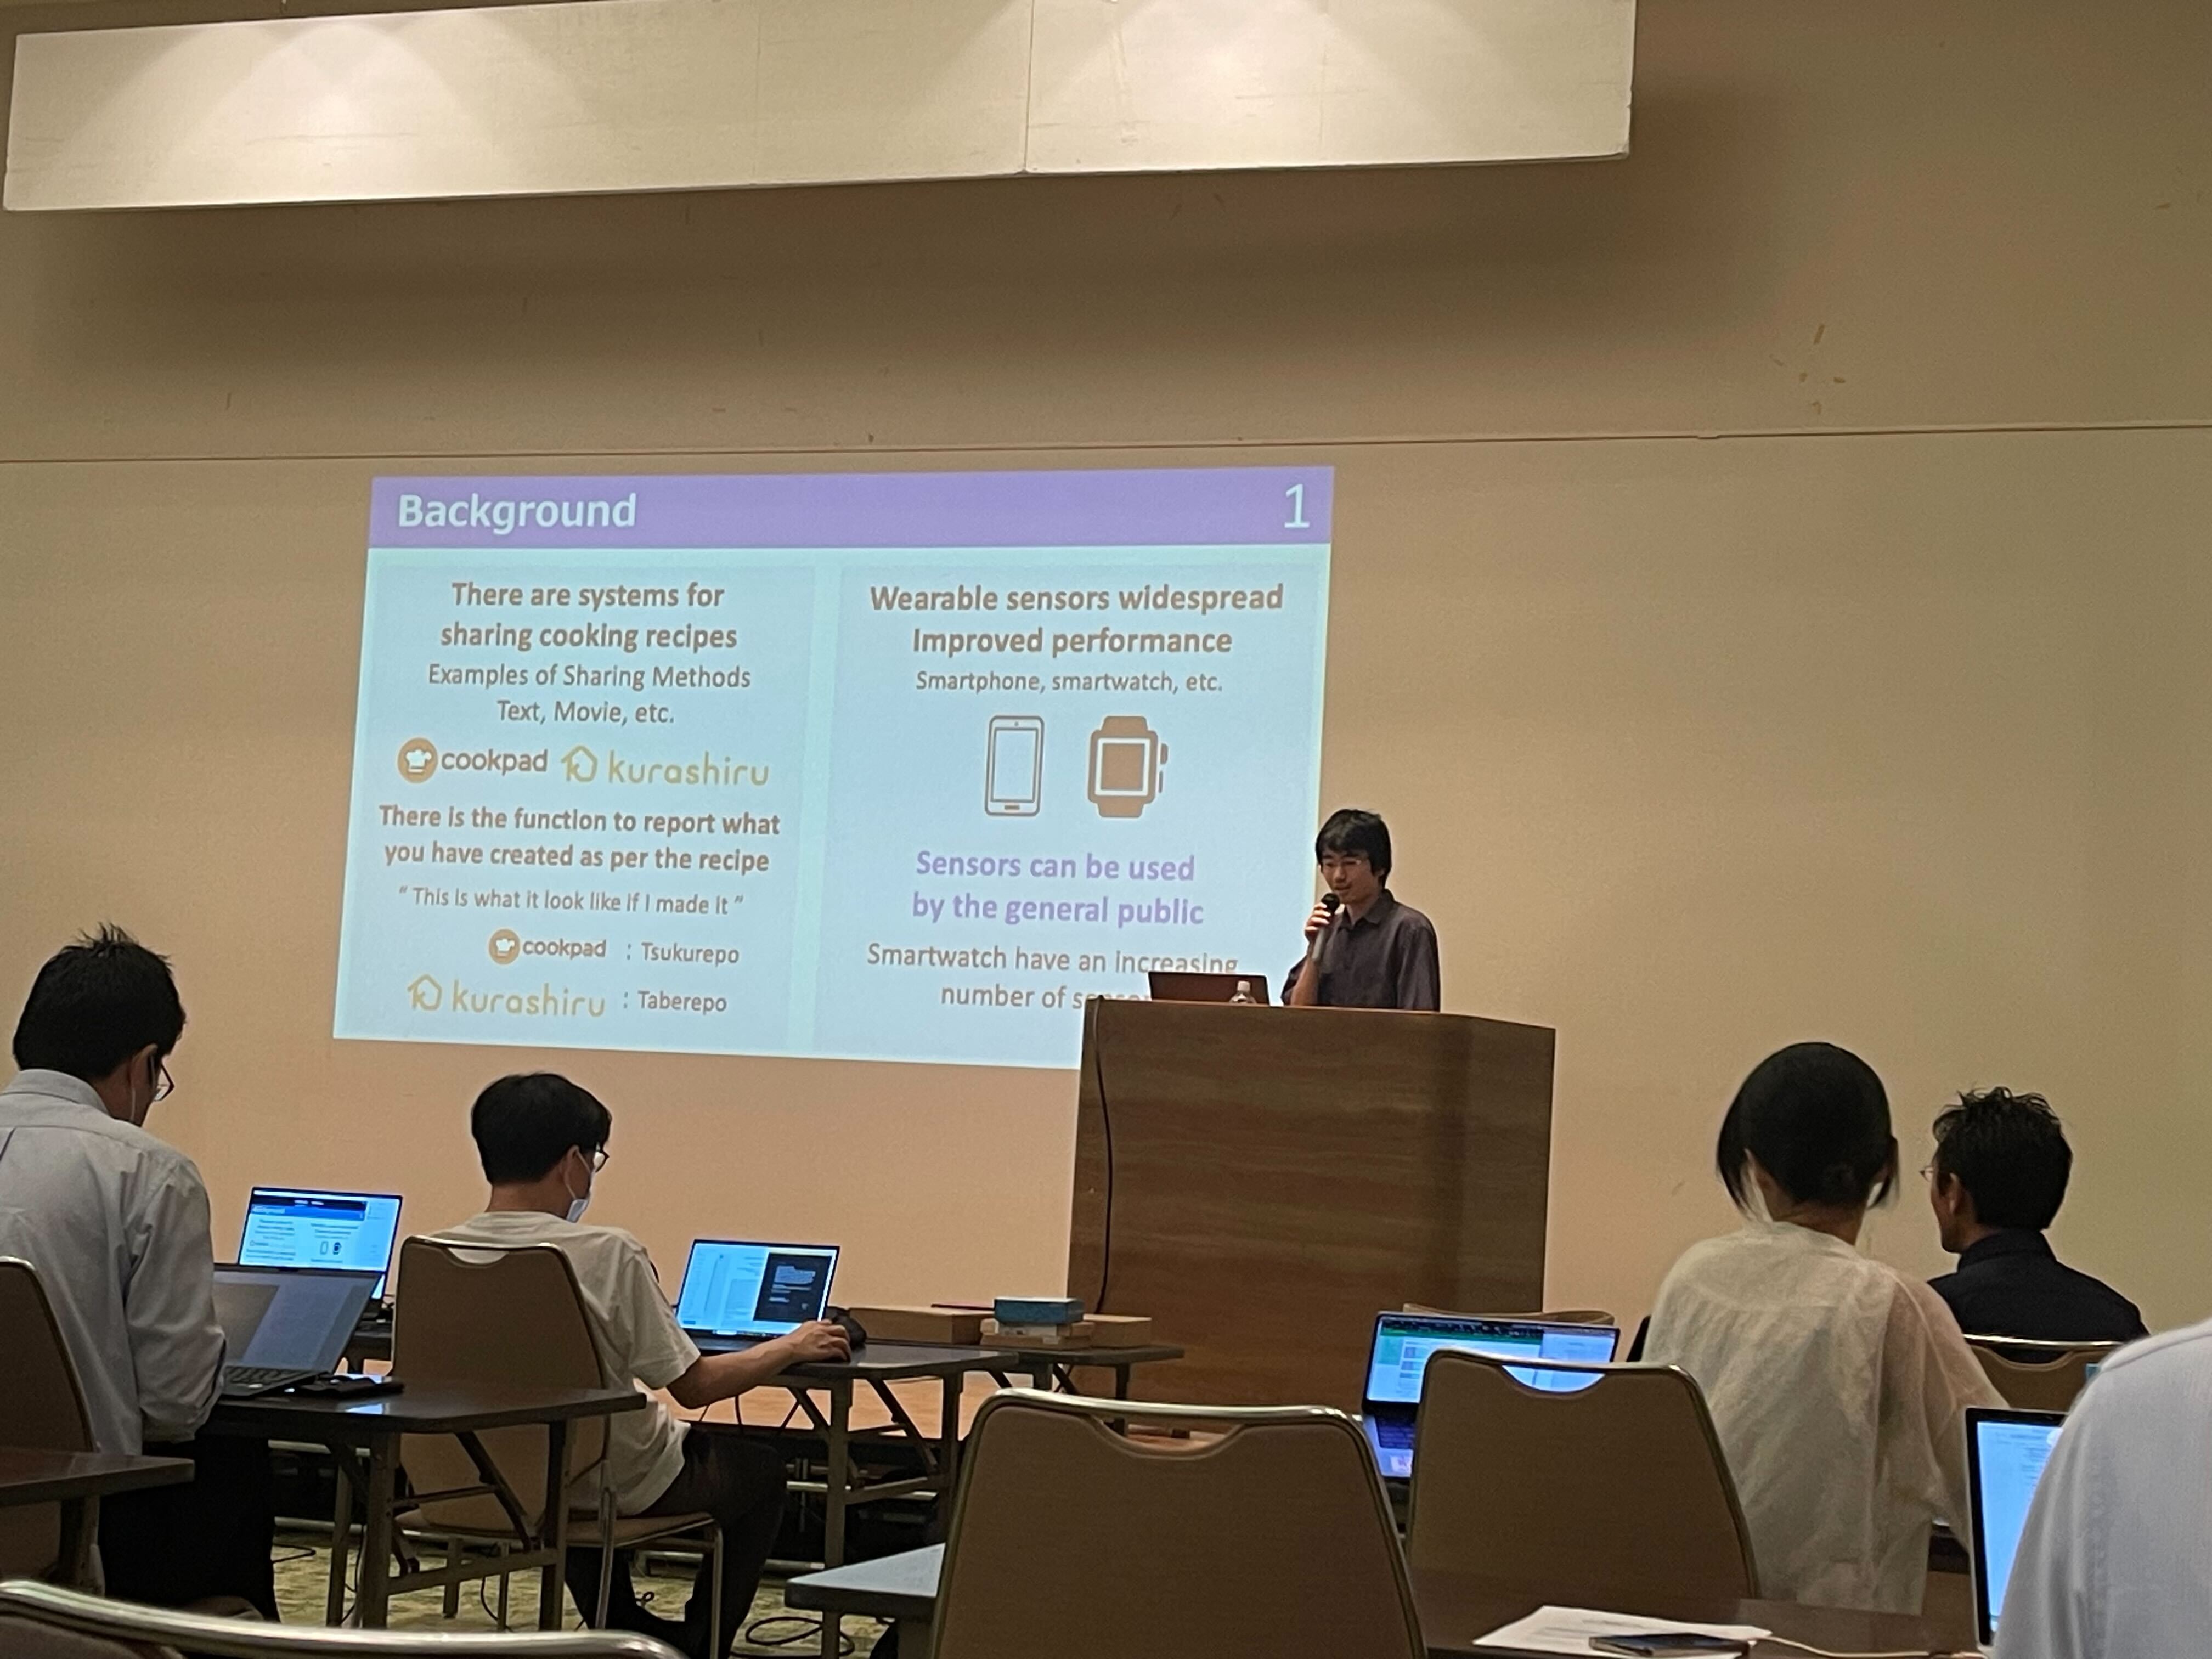 Background
1
There are systems for
sharing cooking recipes
Examples of Sharing Methods
Text, Movie, etc.
cookpad kurashiru
There is the function to report what
you have created as per the recipe
" This is what it look like if I made it "
cookpad : Tsukurepo
kurashiru : Taberepo
Wearable sensors widespread
Improved performance
Smartphone, smartwatch, etc.
Sensors can be used
by the general public
Smartwatch have an increasing
number of